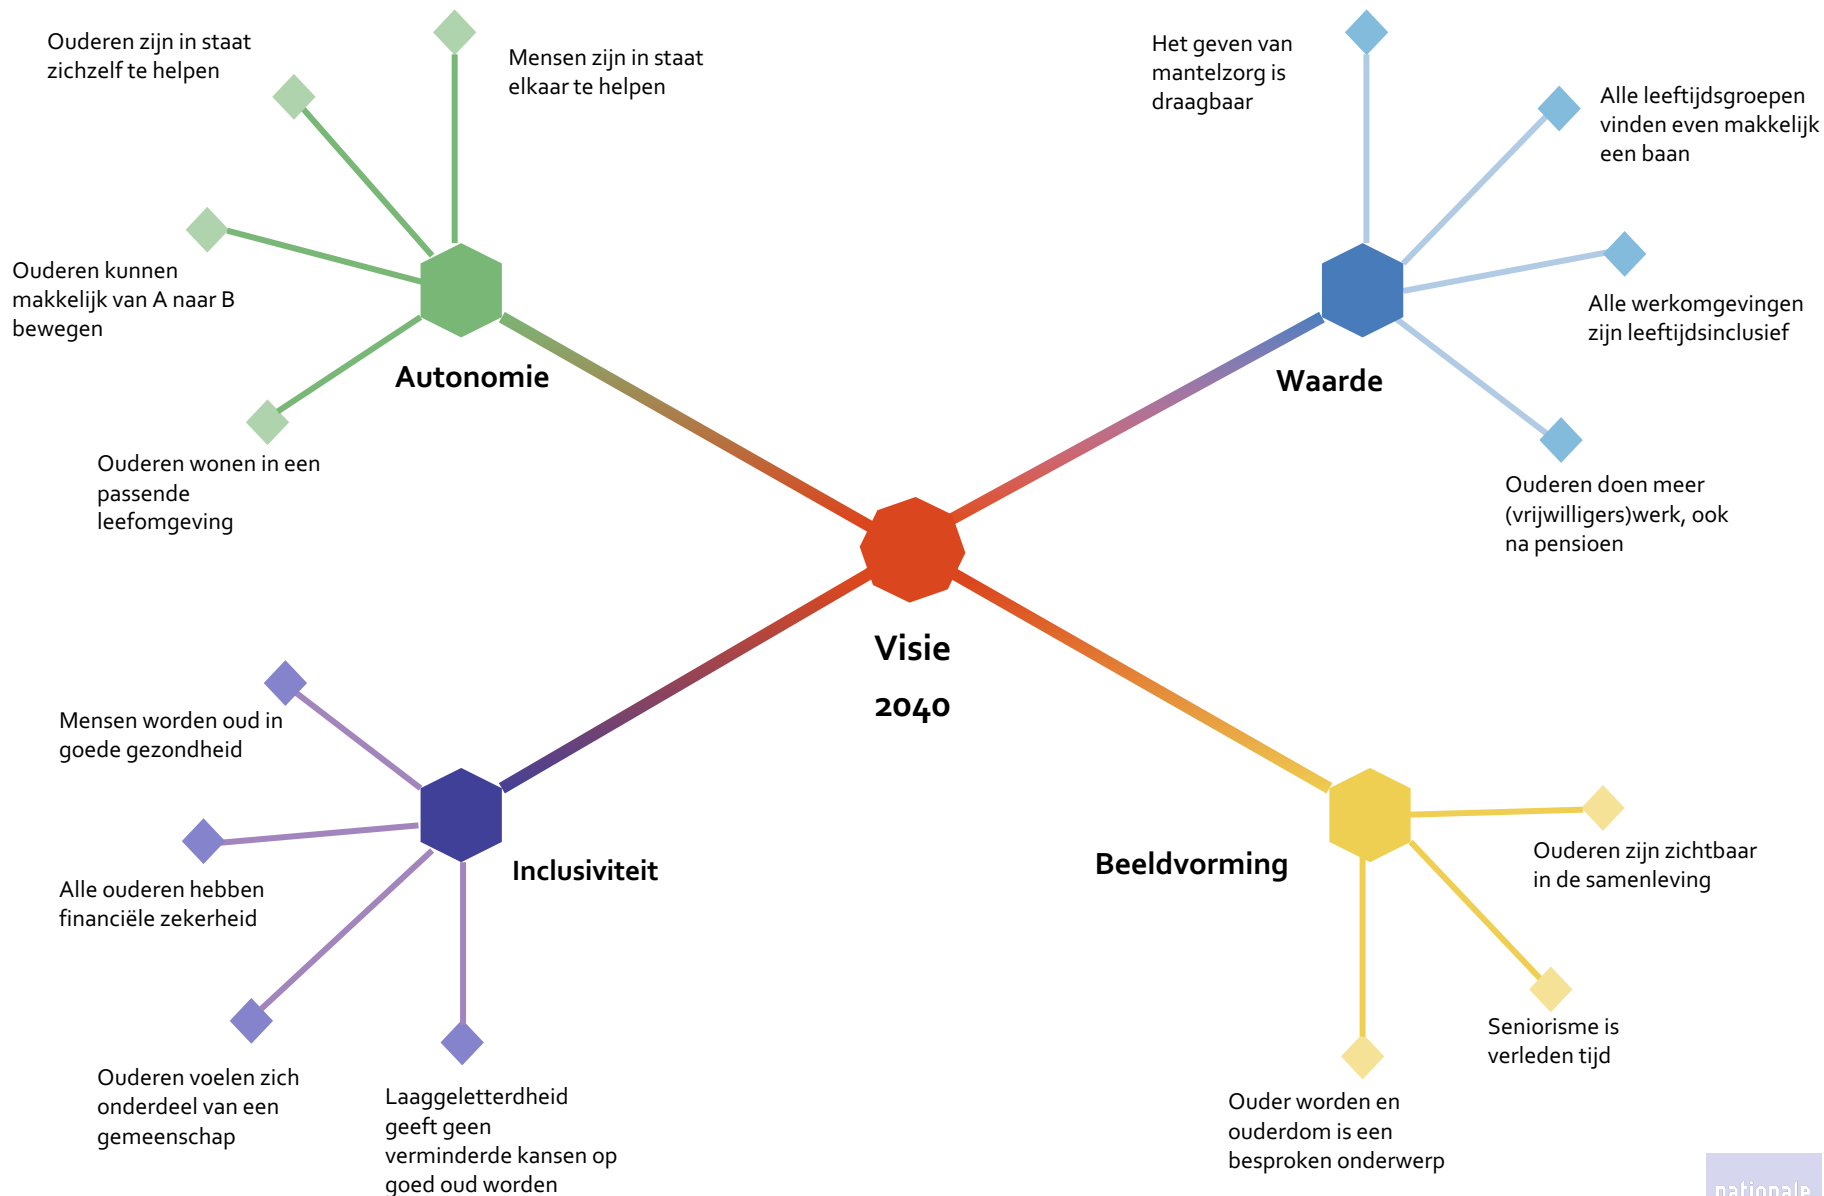 Ouderen zijn in staat
zichzelf te helpen
Mensen zijn in staat
elkaar te helpen
Ouderen kunnen
makkelijk van A naar B
bewegen
Autonomie
Ouderen wonen in een
passende
leefomgeving
Het geven van
mantelzorg is
draagbaar
Alle leeftijdsgroepen
vinden even makkelijk
een baan
Alle werkomgevingen
zijn leeftijdsinclusief
Waarde
Ouderen doen meer
(vrijwilligers)werk, ook
na pensioen
Visie
2040
Mensen worden oud in
goede gezondheid
Inclusiviteit
Alle ouderen hebben
financiële zekerheid
Ouderen voelen zich
onderdeel van een
gemeenschap
Laaggeletterdheid
geeft geen
verminderde kansen op
goed oud worden
Beeldvorming
Ouderen zijn zichtbaar
in de samenleving
Seniorisme is
verleden tijd
Ouder worden en
ouderdom is een
besproken onderwerp
nationale